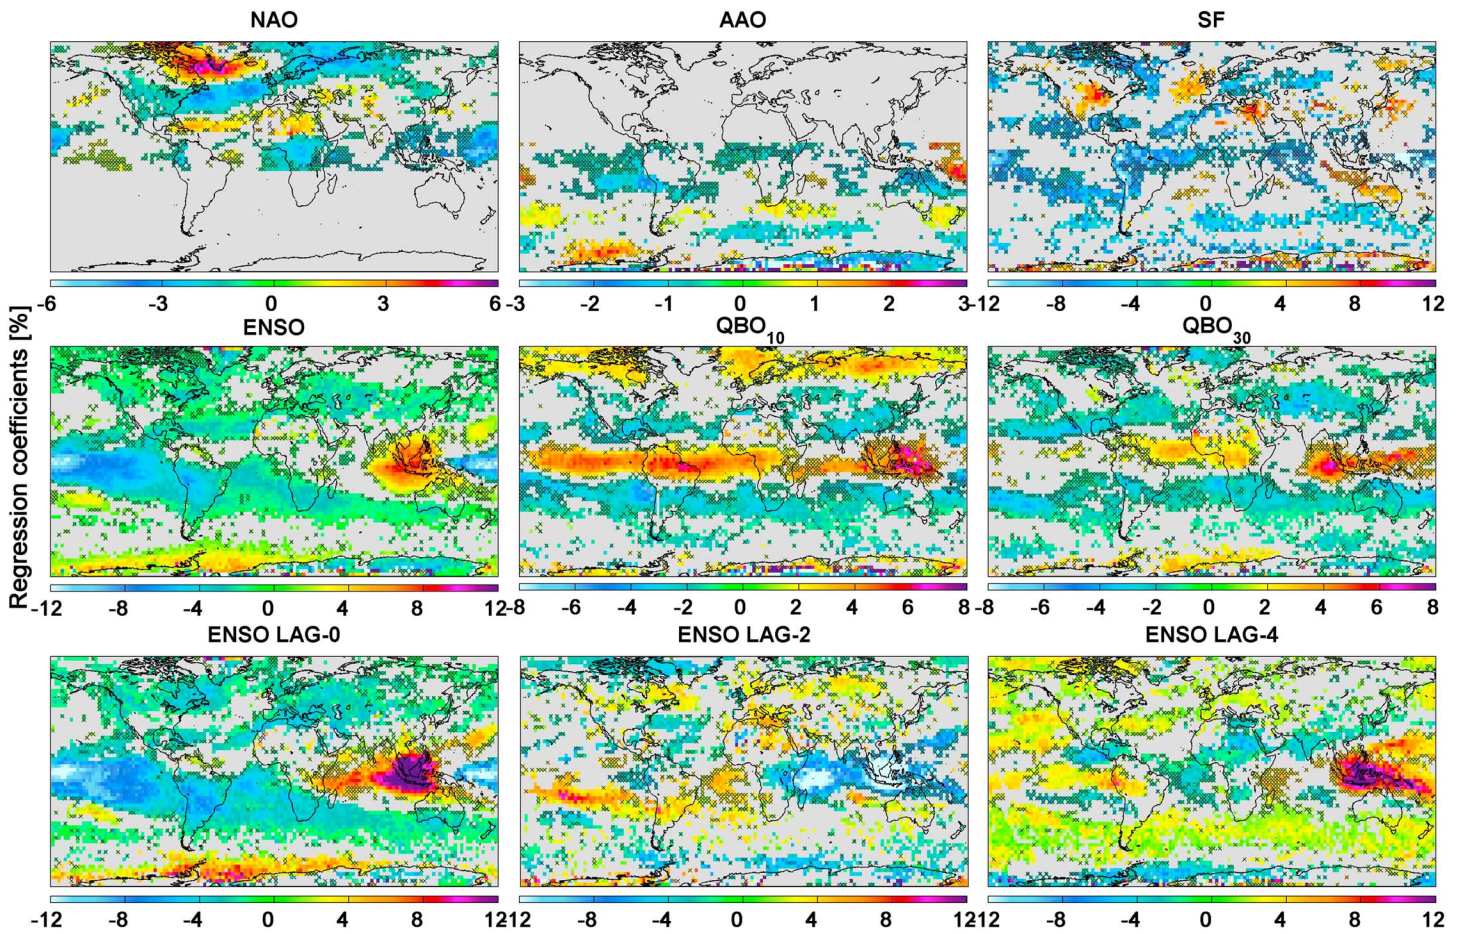 NAO AAO SF
-6 -3 0 3 6 -3 -2 -1 0 1 2 3 -12 -8 -4 0 4 8 12
ENSO QBO10 QBO30
Regression coefficients [%]
-12 -8 -4 0 4 8 12 -8 -6 -4 -2 0 2 4 6 8 -8 -6 -4 -2 0 2 4 6 8
ENSO LAG-0 ENSO LAG-2 ENSO LAG-4
-12 -8 -4 0 4 8 12 -12 -8 -4 0 4 8 12 -12 -8 -4 0 4 8 12